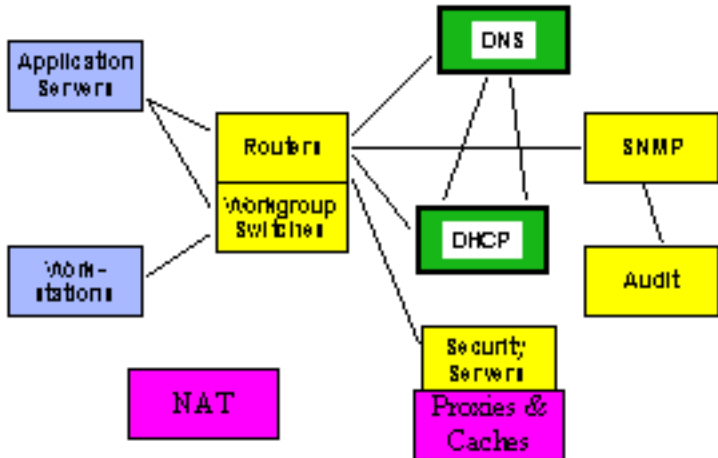 DNS
Application
Servers
Routers
SNMP
Workgroup
Switches
DHCP
Work-
stations
Audit
Security
Servers
NAT
Proxies &
Caches